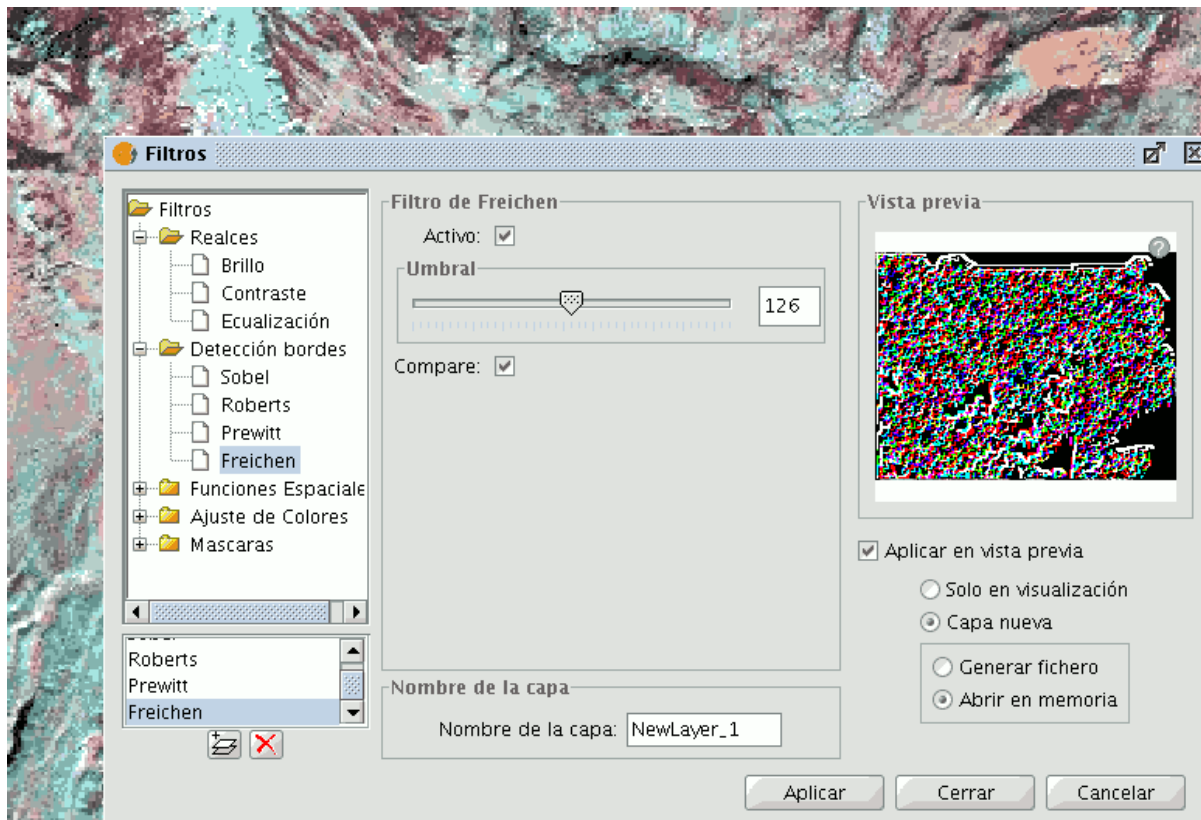 Filtros
Filtros
Realces
Brillo
Contraste
Ecualización
Detección bordes
Sobel
Roberts
Prewitt
Freichen
Funciones Espaciale
Ajuste de Colores
Mascaras
Roberts
Prewitt
Freichen
Filtro de Freichen
Activo:
Umbral
126
Compare:
Nombre de la capa
Nombre de la capa: NewLayer_1
Vista previa
?
Aplicar en vista previa
Solo en visualización
Capa nueva
Generar fichero
Abrir en memoria
Aplicar
Cerrar
Cancelar